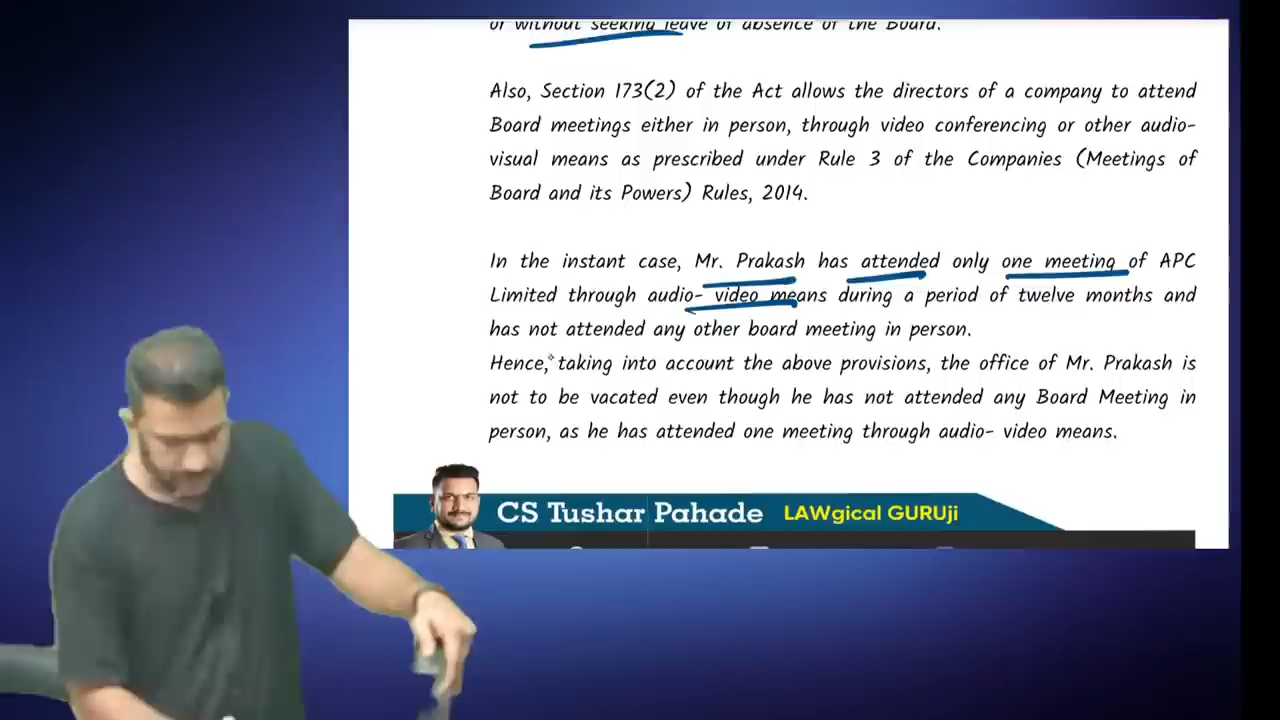 or without seeking leave of absence of the Board.
Also, Section 173(2) of the Act allows the directors of a company to attend
Board meetings either in person, through video conferencing or other audio-
visual means as prescribed under Rule 3 of the Companies (Meetings of
Board and its Powers) Rules, 2014.
In the instant case, Mr. Prakash has attended only one meeting of APC
Limited through audio- video means during a period of twelve months and
has not attended any other board meeting in person.
Hence, taking into account the above provisions, the office of Mr. Prakash is
not to be vacated even though he has not attended any Board Meeting in
person, as he has attended one meeting through audio- video means.
CS Tushar Pahade LAWgical GURUji